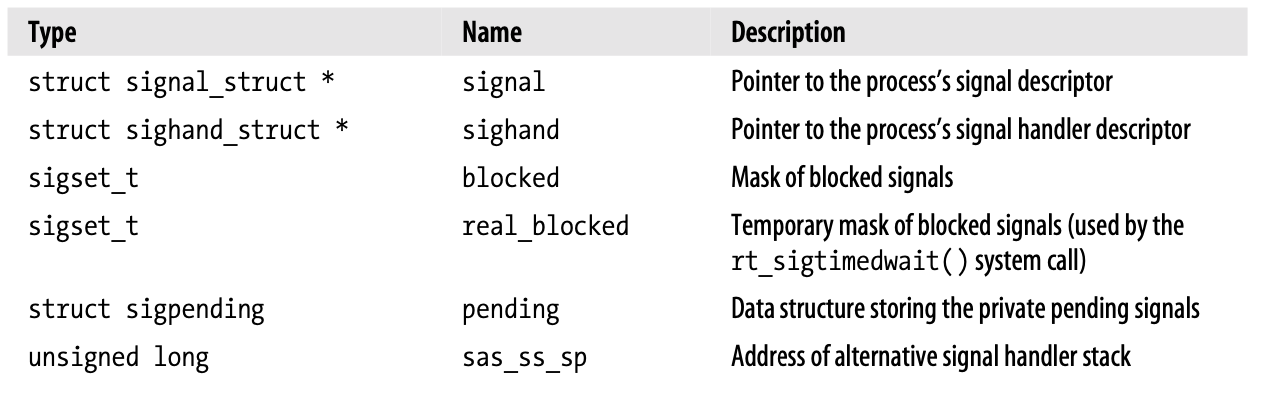 Type Name Description
struct signal_struct * signal Pointer to the process’s signal descriptor
struct sighand_struct * sighand Pointer to the process’s signal handler descriptor
sigset_t blocked Mask of blocked signals
sigset_t real_blocked Temporary mask of blocked signals (used by the
rt_sigtimedwait() system call)
struct sigpending pending Data structure storing the private pending signals
unsigned long sas_ss_sp Address of alternative signal handler stack